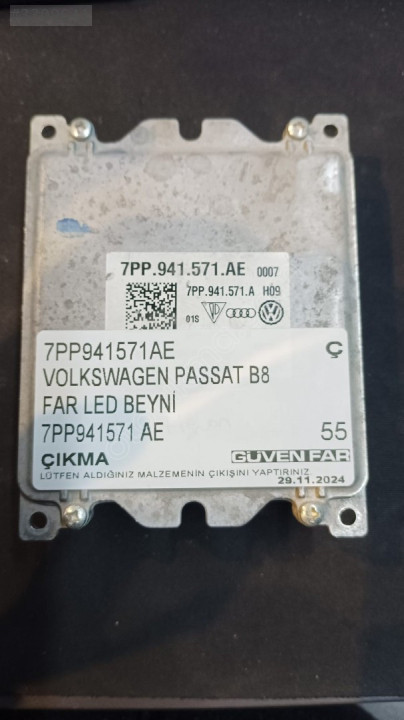 7PP.941.571.AE 0007
7PP.941.571.A H09
01S
7PP941571AE Ç
VOLKSWAGEN PASSAT B8
FAR LED BEYNİ
7PP941571 AE 55
ÇIKMA GÜVEN FAR
LÜTFEN ALDIĞINIZ MALZEMENİN ÇIKIŞINI YAPTIRINIZ
29.11.2024